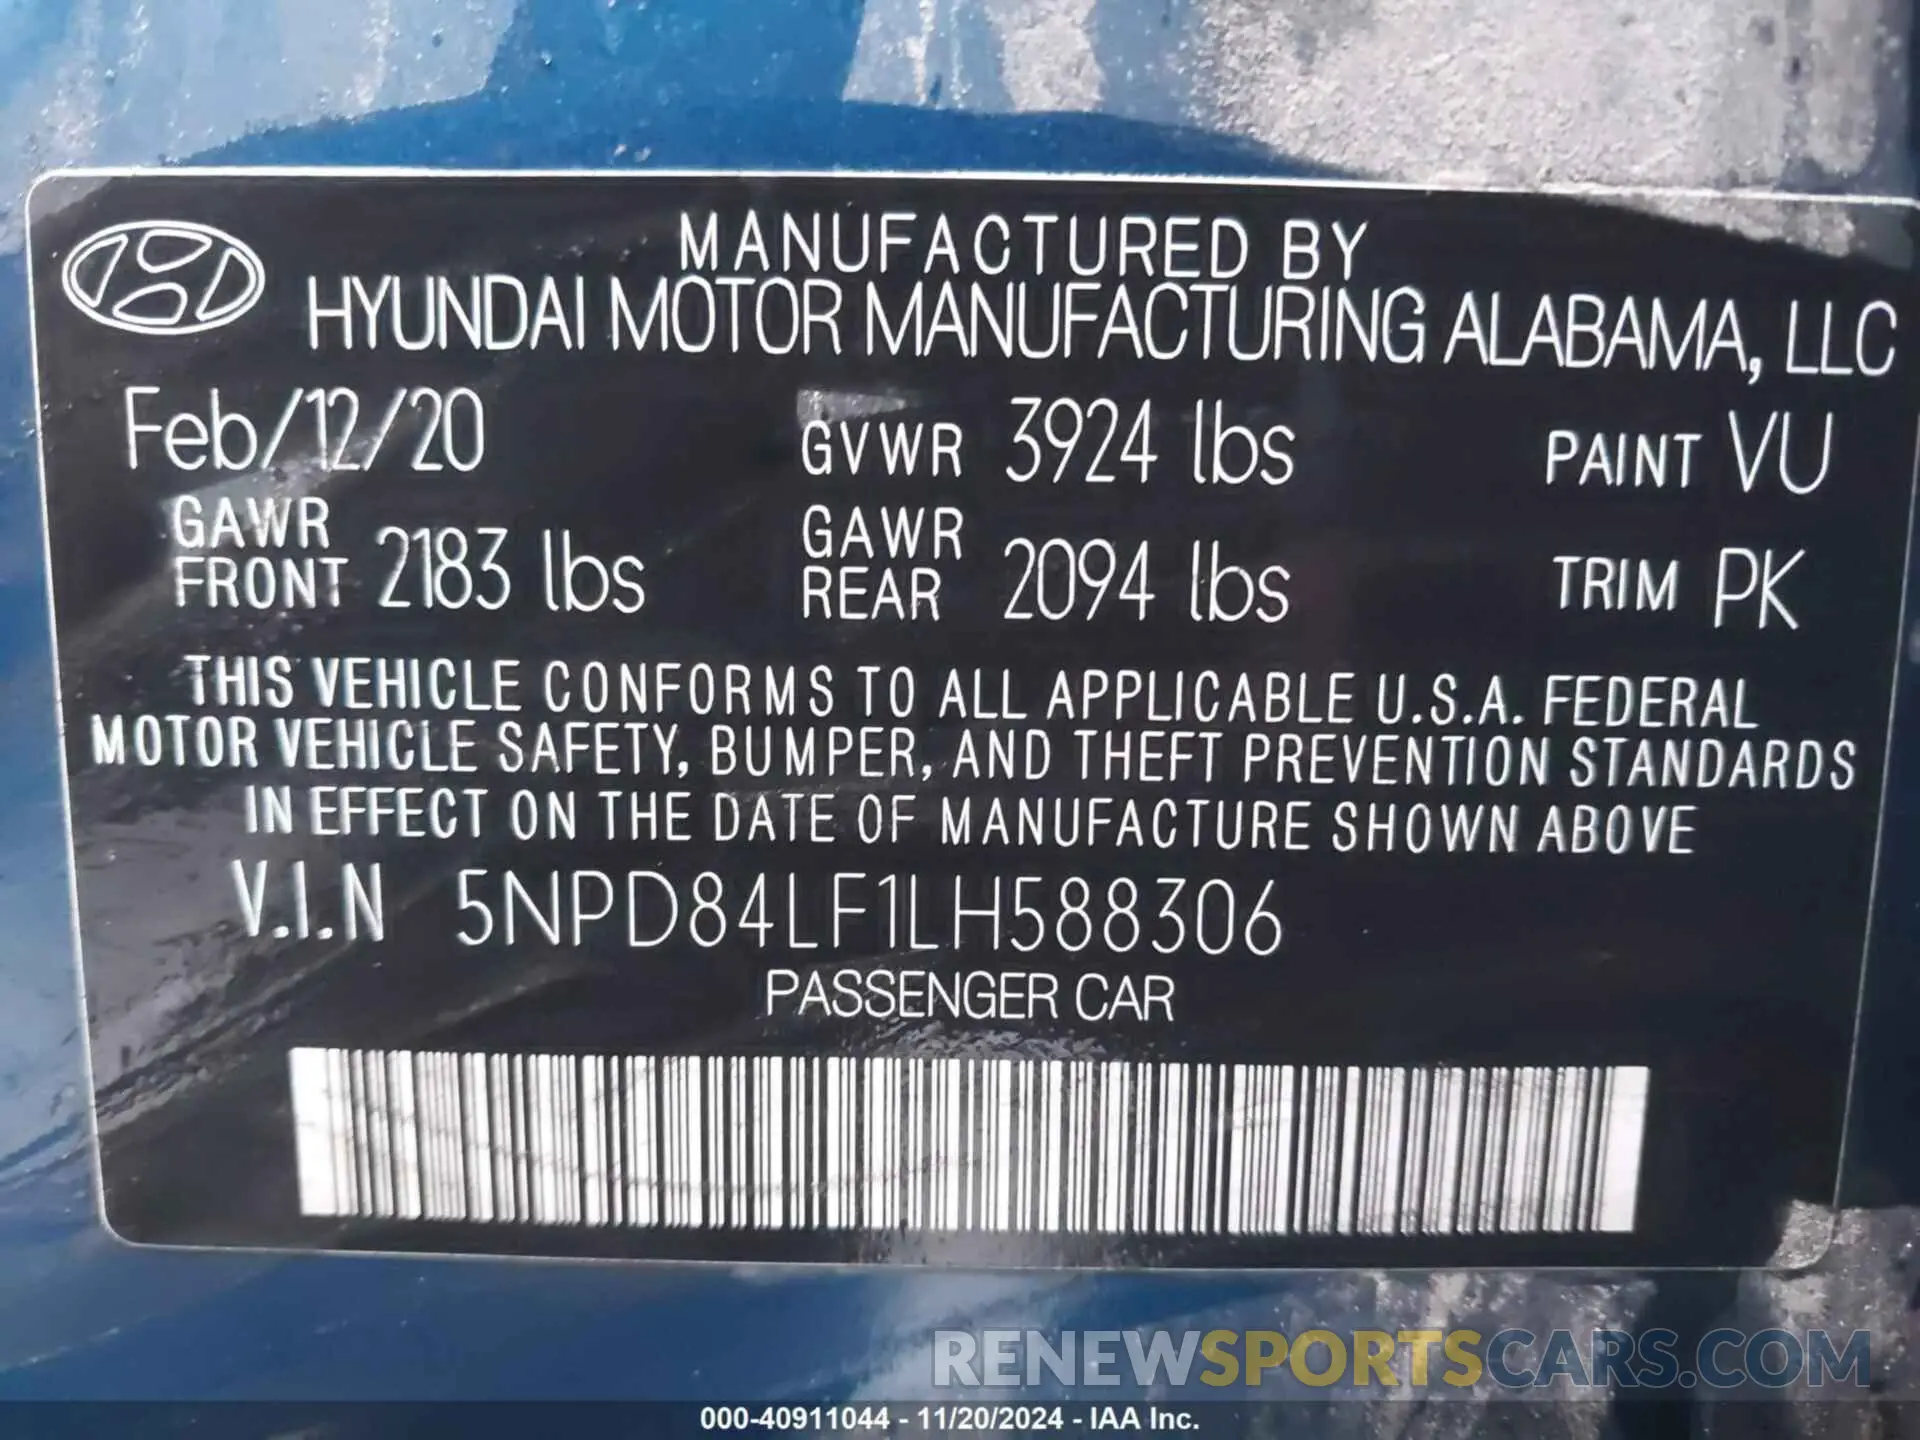 MANUFACTURED BY
HYUNDAI MOTOR MANUFACTURING ALABAMA, LLC
Feb/12/20 GVWR 3924 lbs PAINT VU
GAWR FRONT 2183 lbs GAWR REAR 2094 lbs TRIM PK
THIS VEHICLE CONFORMS TO ALL APPLICABLE U.S.A. FEDERAL
MOTOR VEHICLE SAFETY, BUMPER, AND THEFT PREVENTION STANDARDS
IN EFFECT ON THE DATE OF MANUFACTURE SHOWN ABOVE
V.I.N 5NPD84LF1LH588306
PASSENGER CAR
RENEWSPORTSCARS.COM
000-40911044 - 11/20/2024 - IAA Inc.